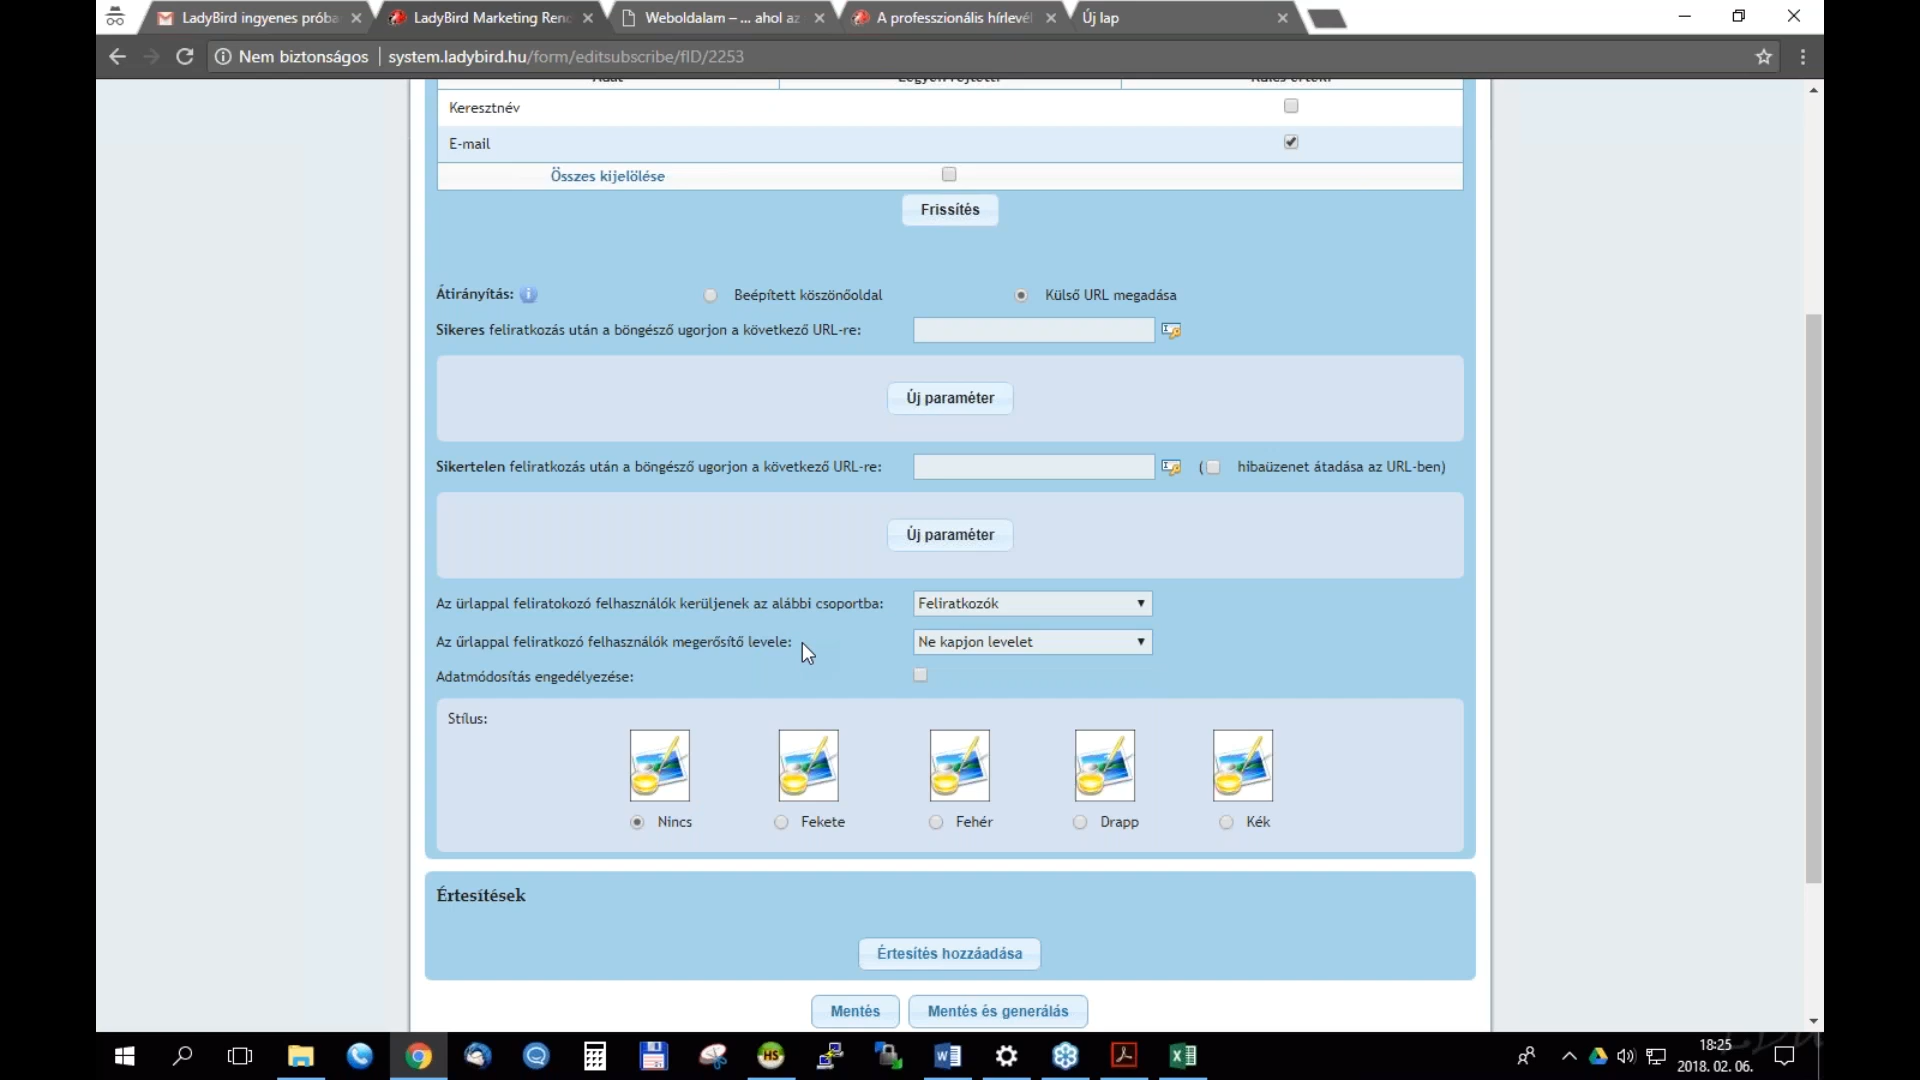 LadyBird ingyenes próba
LadyBird Marketing Rend
Weboldalam – ... ahol az
A professzionális hírlevél
Új lap
Nem biztonságos
system.ladybird.hu/form/editsubscribe/fID/2253
Keresztnév
E-mail
Összes kijelölése
Frissítés
Átirányítás:
Beépített köszönőoldal
Külső URL megadása
Sikeres feliratkozás után a böngésző ugorjon a következő URL-re:
Új paraméter
Sikertelen feliratkozás után a böngésző ugorjon a következő URL-re:
( hibaüzenet átadása az URL-ben)
Új paraméter
Az ürlappal feliratokozó felhasználók kerüljenek az alábbi csoportba:
Feliratkozók
Az űrlappal feliratkozó felhasználók megerősítő levele:
Ne kapjon levelet
Adatmódosítás engedélyezése:
Stílus:
Nincs
Fekete
Fehér
Drapp
Kék
Értesítések
Értesítés hozzáadása
Mentés
Mentés és generálás
HS
18:25
2018. 02. 06.